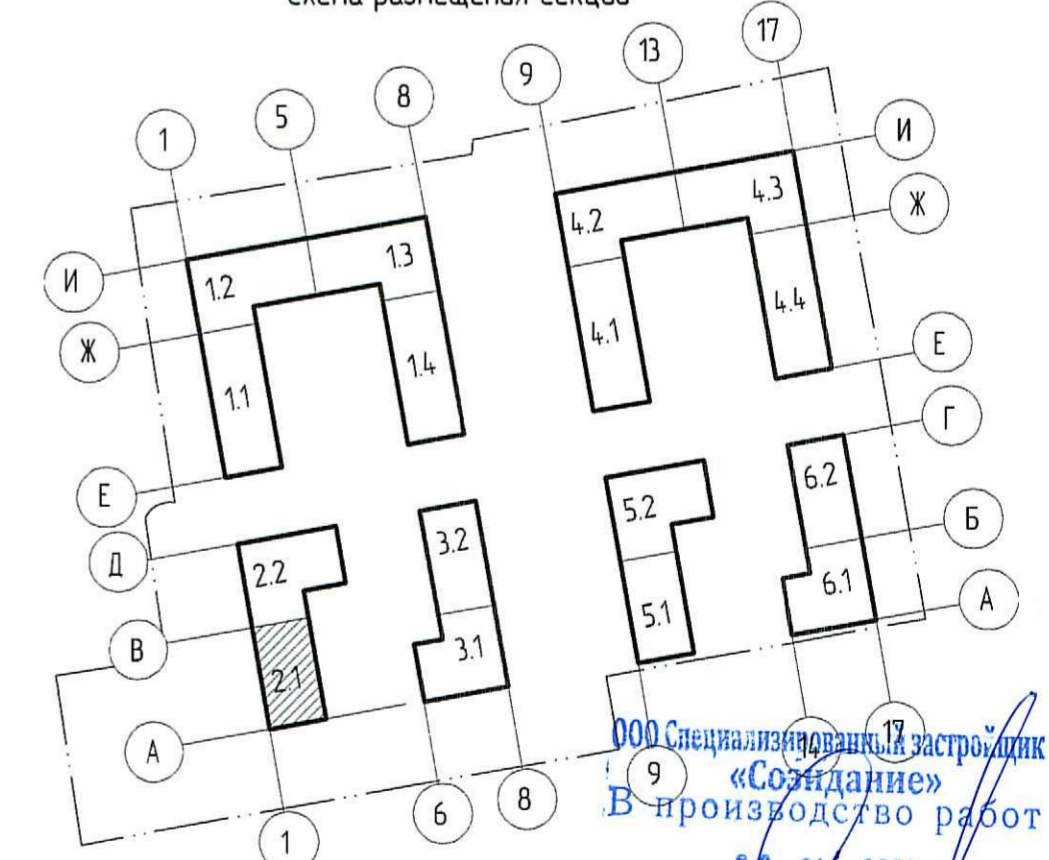 схема размещения секций
17
13
9
8
5
1
И
4.3
Ж
4.2
1.3
И
1.2
4.4
4.1
Е
Ж
1.4
1.1
Г
6.2
Е
5.2
Б
3.2
Д
2.2
6.1
А
5.1
3.1
В
2.1
А
ООО Специализированный застройщик
14
17
«Созидание»
9
В производство работ
8
6
1